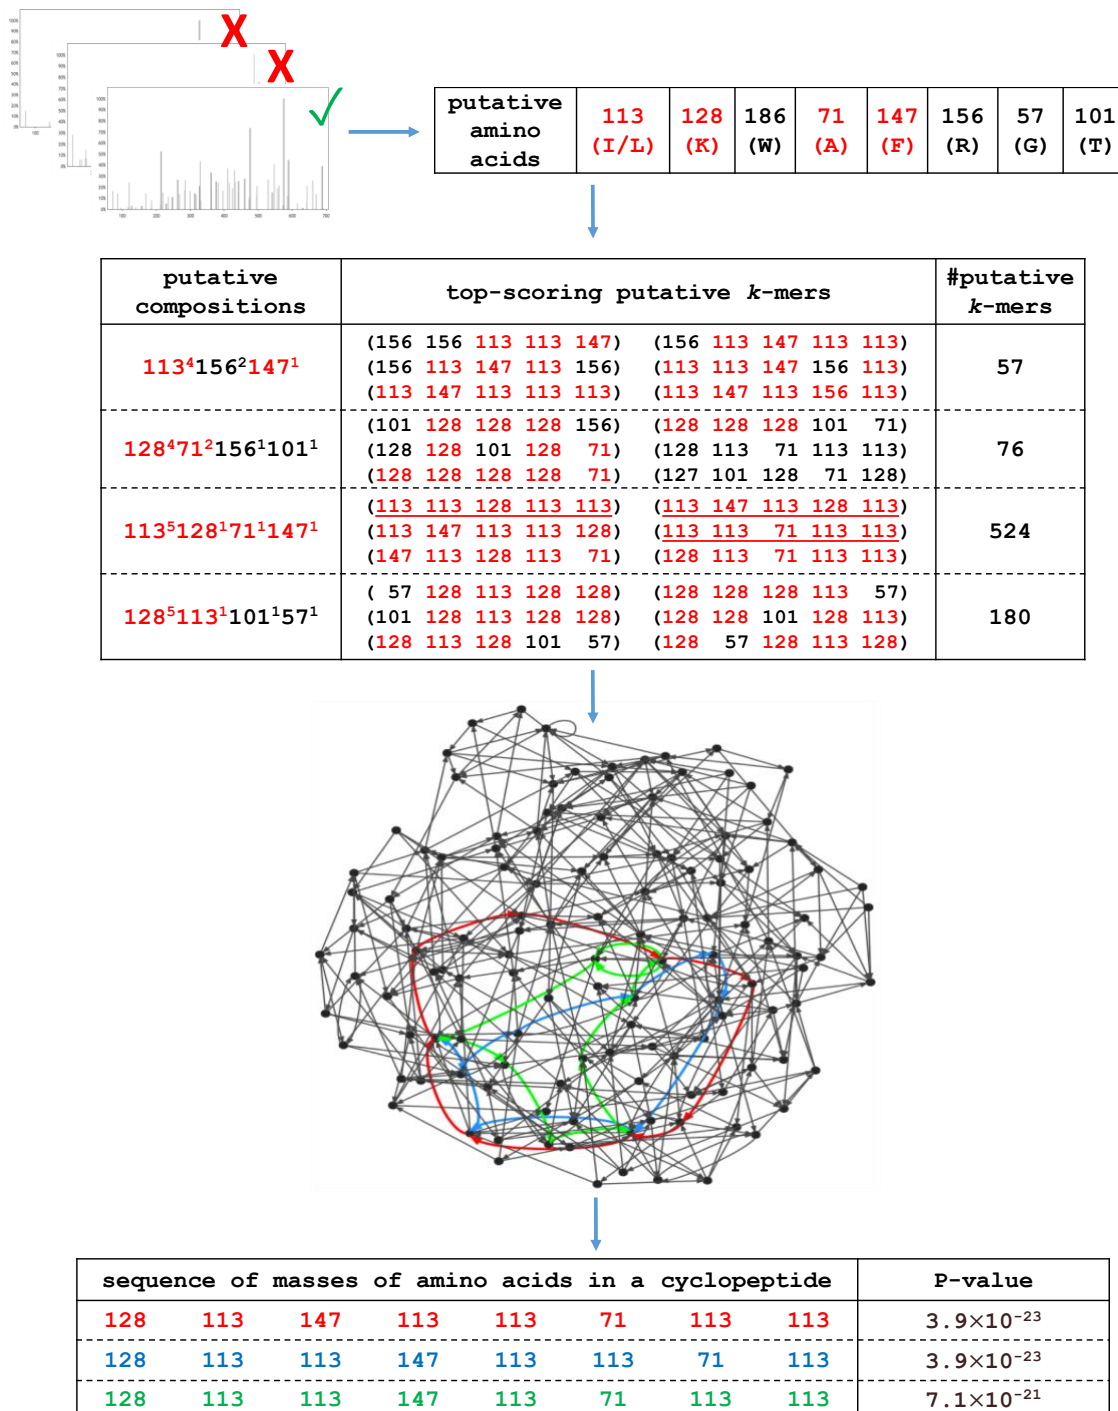 X
X
✓
putative amino acids 113 (I/L) 128 (K) 186 (W) 71 (A) 147 (F) 156 (R) 57 (G) 101 (T)
putative compositions top-scoring putative k-mers #putative k-mers
(156 156 113 113 147) (156 113 147 113 113)
113⁴156²147¹ (156 113 147 113 156) (113 113 147 156 113) 57
(113 147 113 113 113) (113 147 113 156 113)
(101 128 128 128 156) (128 128 128 101 71)
128⁴71²156¹101¹ (128 128 101 128 71) (128 113 71 113 113) 76
(128 128 128 128 71) (127 101 128 71 128)
(113 113 128 113 113) (113 147 113 128 113)
113⁵128¹71¹147¹ (113 147 113 113 128) (113 113 71 113 113) 524
(147 113 128 113 71) (128 113 71 113 113)
( 57 128 113 128 128) (128 128 128 113 57)
128⁵113¹101¹57¹ (101 128 113 128 128) (128 128 101 128 113) 180
(128 113 128 101 57) (128 57 128 113 128)
sequence of masses of amino acids in a cyclopeptide P-value
128 113 147 113 113 71 113 113 3.9×10⁻²³
128 113 113 147 113 113 71 113 3.9×10⁻²³
128 113 113 147 113 71 113 113 7.1×10⁻²¹